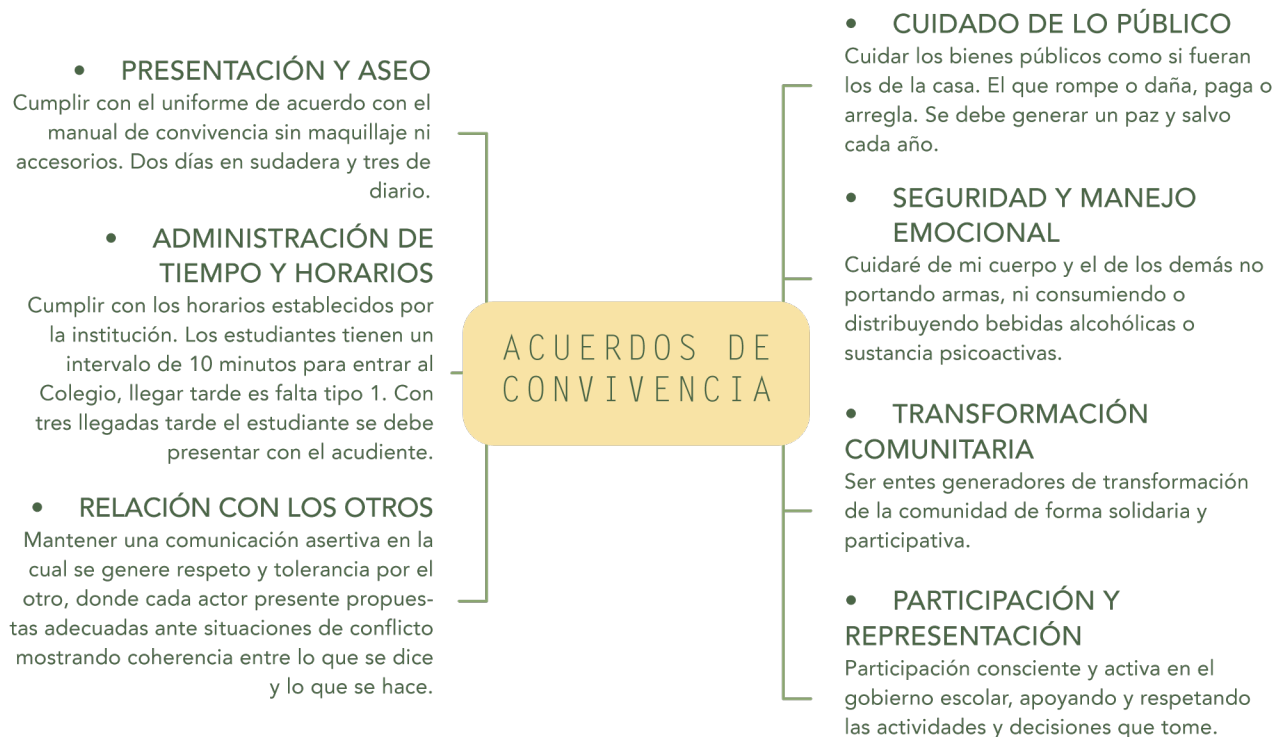 • PRESENTACIÓN Y ASEO
Cumplir con el uniforme de acuerdo con el
manual de convivencia sin maquillaje ni
accesorios. Dos días en sudadera y tres de
diario.
• ADMINISTRACIÓN DE
TIEMPO Y HORARIOS
Cumplir con los horarios establecidos por
la institución. Los estudiantes tienen un
intervalo de 10 minutos para entrar al
Colegio, llegar tarde es falta tipo 1. Con
tres llegadas tarde el estudiante se debe
presentar con el acudiente.
• RELACIÓN CON LOS OTROS
Mantener una comunicación asertiva en la
cual se genere respeto y tolerancia por el
otro, donde cada actor presente propues-
tas adecuadas ante situaciones de conflicto
mostrando coherencia entre lo que se dice
y lo que se hace.
ACUERDOS DE
CONVIVENCIA
• CUIDADO DE LO PÚBLICO
Cuidar los bienes públicos como si fueran
los de la casa. El que rompe o daña, paga o
arregla. Se debe generar un paz y salvo
cada año.
• SEGURIDAD Y MANEJO
EMOCIONAL
Cuidaré de mi cuerpo y el de los demás no
portando armas, ni consumiendo o
distribuyendo bebidas alcohólicas o
sustancia psicoactivas.
• TRANSFORMACIÓN
COMUNITARIA
Ser entes generadores de transformación
de la comunidad de forma solidaria y
participativa.
• PARTICIPACIÓN Y
REPRESENTACIÓN
Participación consciente y activa en el
gobierno escolar, apoyando y respetando
las actividades y decisiones que tome.